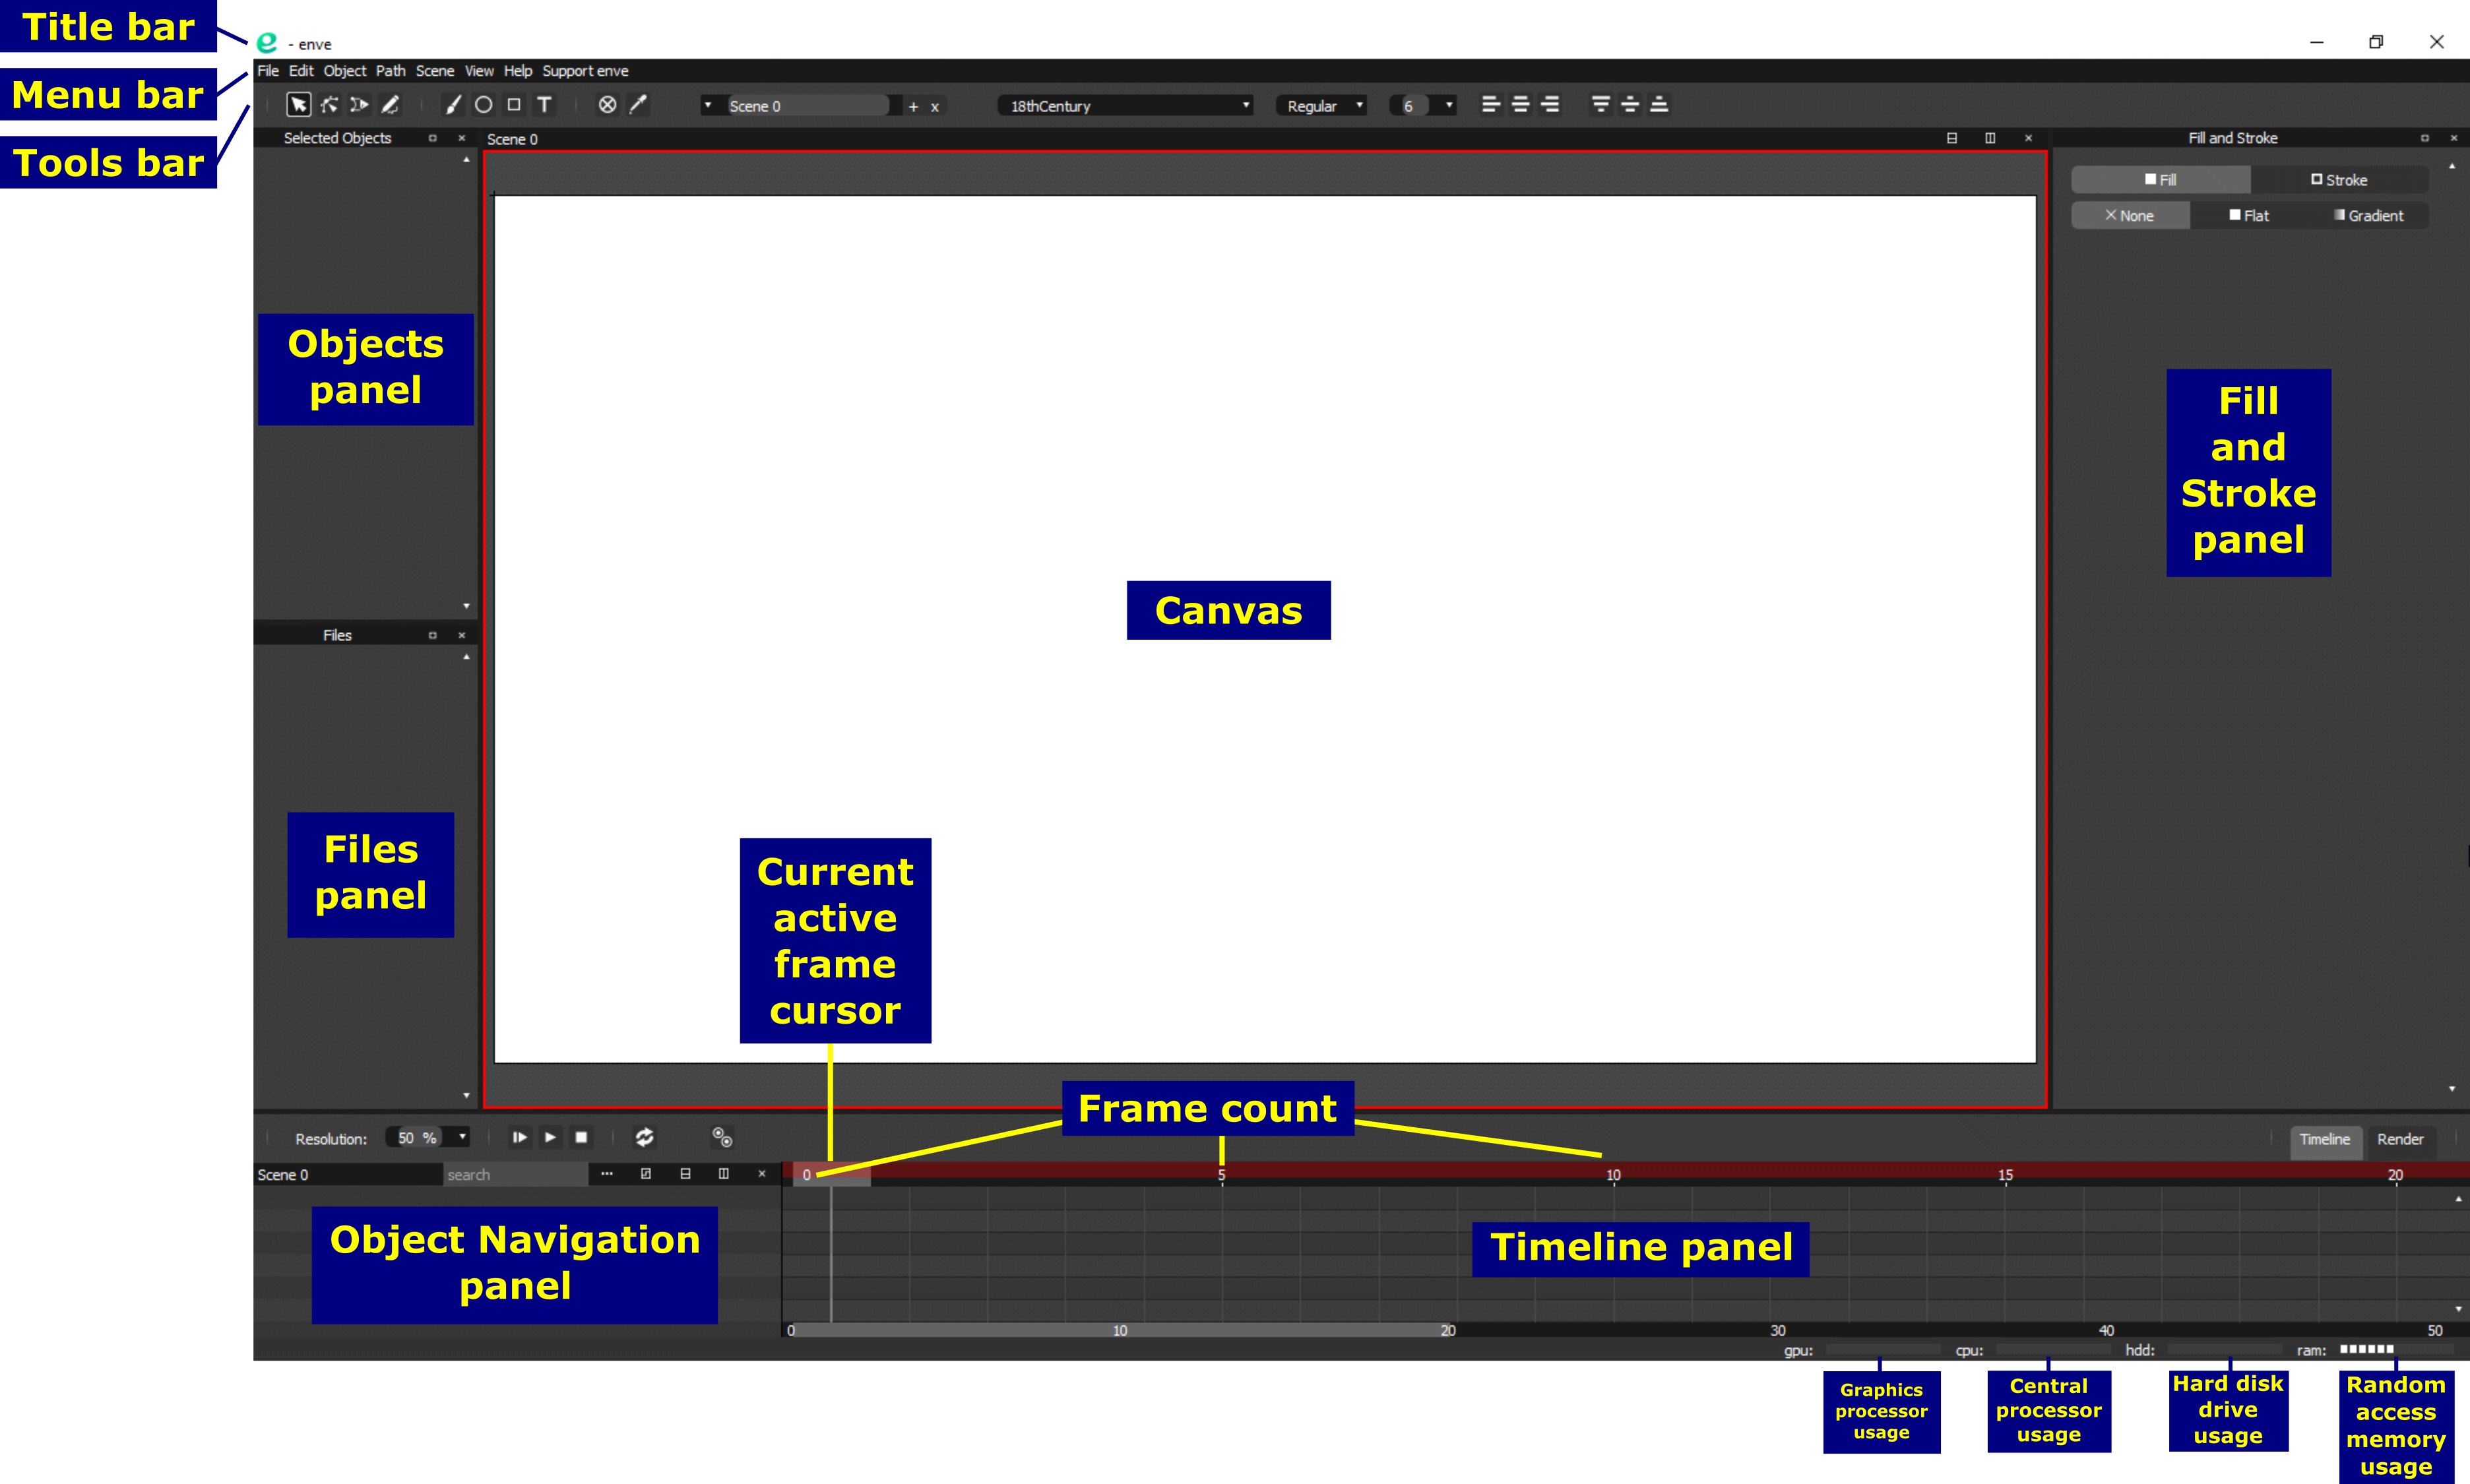 Title bar
- enve
Menu bar
File Edit Object Path Scene View Help Support enve
Tools bar
T
Scene 0
+ x
18thCentury
Regular
6
Selected Objects
Scene 0
Fill and Stroke
Fill
Stroke
None
Flat
Gradient
Objects
panel
Fill
and
Stroke
panel
Canvas
Files
Files
panel
Current
active
frame
cursor
Frame count
Resolution: 50 %
Timeline
Render
Scene 0
search
...
0 5 10 15 20
Object Navigation
panel
Timeline panel
0 10 20 30 40 50
gpu: cpu: hdd: ram:
Graphics
processor
usage
Central
processor
usage
Hard disk
drive
usage
Random
access
memory
usage